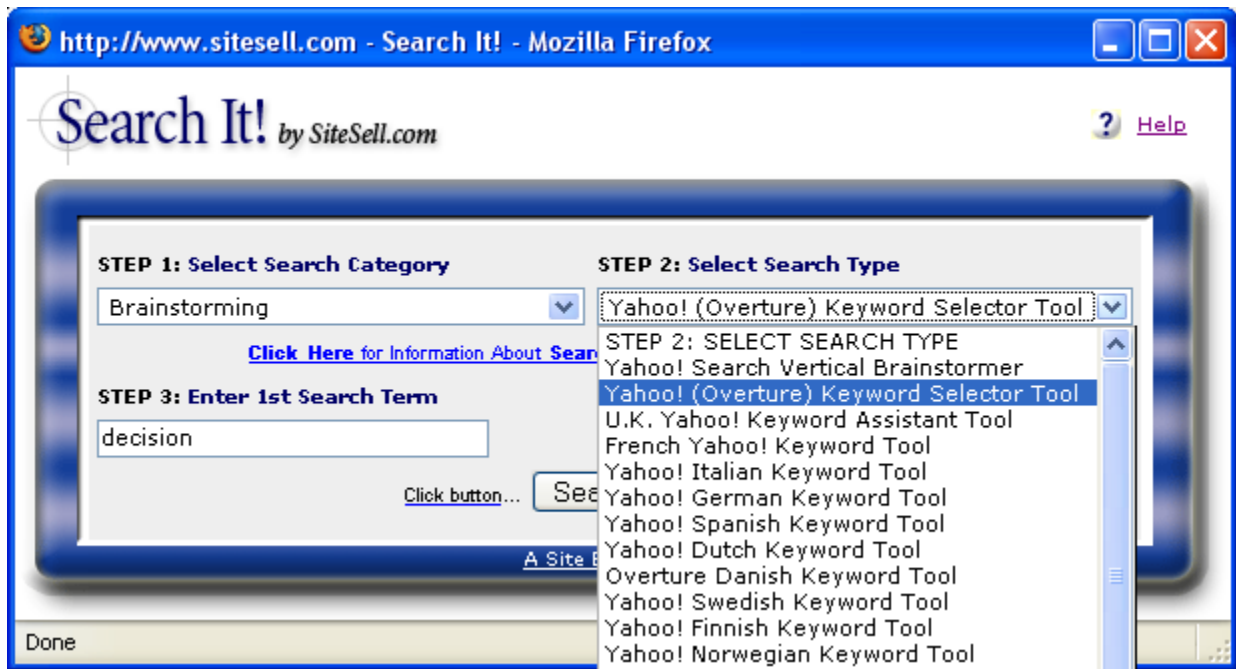 http://www.sitesell.com - Search It! - Mozilla Firefox
Search It! by SiteSell.com
? Help
STEP 1: Select Search Category
STEP 2: Select Search Type
Brainstorming
Yahoo! (Overture) Keyword Selector Tool
Click Here for Information About
STEP 3: Enter 1st Search Term
decision
Click button...
A Site
STEP 2: SELECT SEARCH TYPE
Yahoo! Search Vertical Brainstormer
Yahoo! (Overture) Keyword Selector Tool
U.K. Yahoo! Keyword Assistant Tool
French Yahoo! Keyword Tool
Yahoo! Italian Keyword Tool
Yahoo! German Keyword Tool
Yahoo! Spanish Keyword Tool
Yahoo! Dutch Keyword Tool
Overture Danish Keyword Tool
Yahoo! Swedish Keyword Tool
Yahoo! Finnish Keyword Tool
Yahoo! Norwegian Keyword Tool
Done